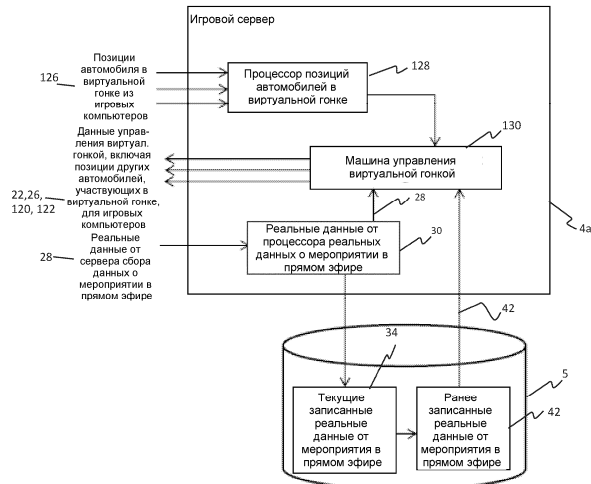 Игровой сервер
Позиции
автомобиля в
виртуальной
гонке из
игровых
компьютеров
126
Процессор позиций
автомобилей в
виртуальной гонке
128
130
Данные управ-
ления виртуал.
гонкой, включая
позиции других
автомобилей,
участвующих в
виртуальной гонке,
для игровых
компьютеров
22,26,
120, 122
Машина управления
виртуальной гонкой
28
4a
Реальные
данные от
сервера сбора
данных о
мероприятии в
прямом эфире
28
Реальные данные от
процессора реальных
данных о мероприятии в
прямом эфире
30
42
34
5
Текущие
записанные
реальные
данные от
мероприятия в
прямом эфире
Ранее
записанные
реальные
данные от
мероприятия в
прямом эфире
42